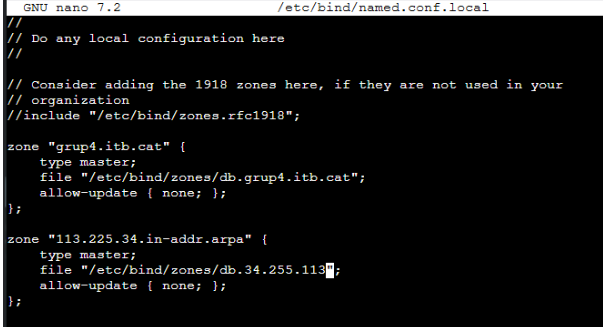 GNU nano 7.2 /etc/bind/named.conf.local
//
// Do any local configuration here
//
// Consider adding the 1918 zones here, if they are not used in your
// organization
//include "/etc/bind/zones.rfc1918";
zone "grup4.itb.cat" {
type master;
file "/etc/bind/zones/db.grup4.itb.cat";
allow-update { none; };
};
zone "113.225.34.in-addr.arpa" {
type master;
file "/etc/bind/zones/db.34.255.113";
allow-update { none; };
};